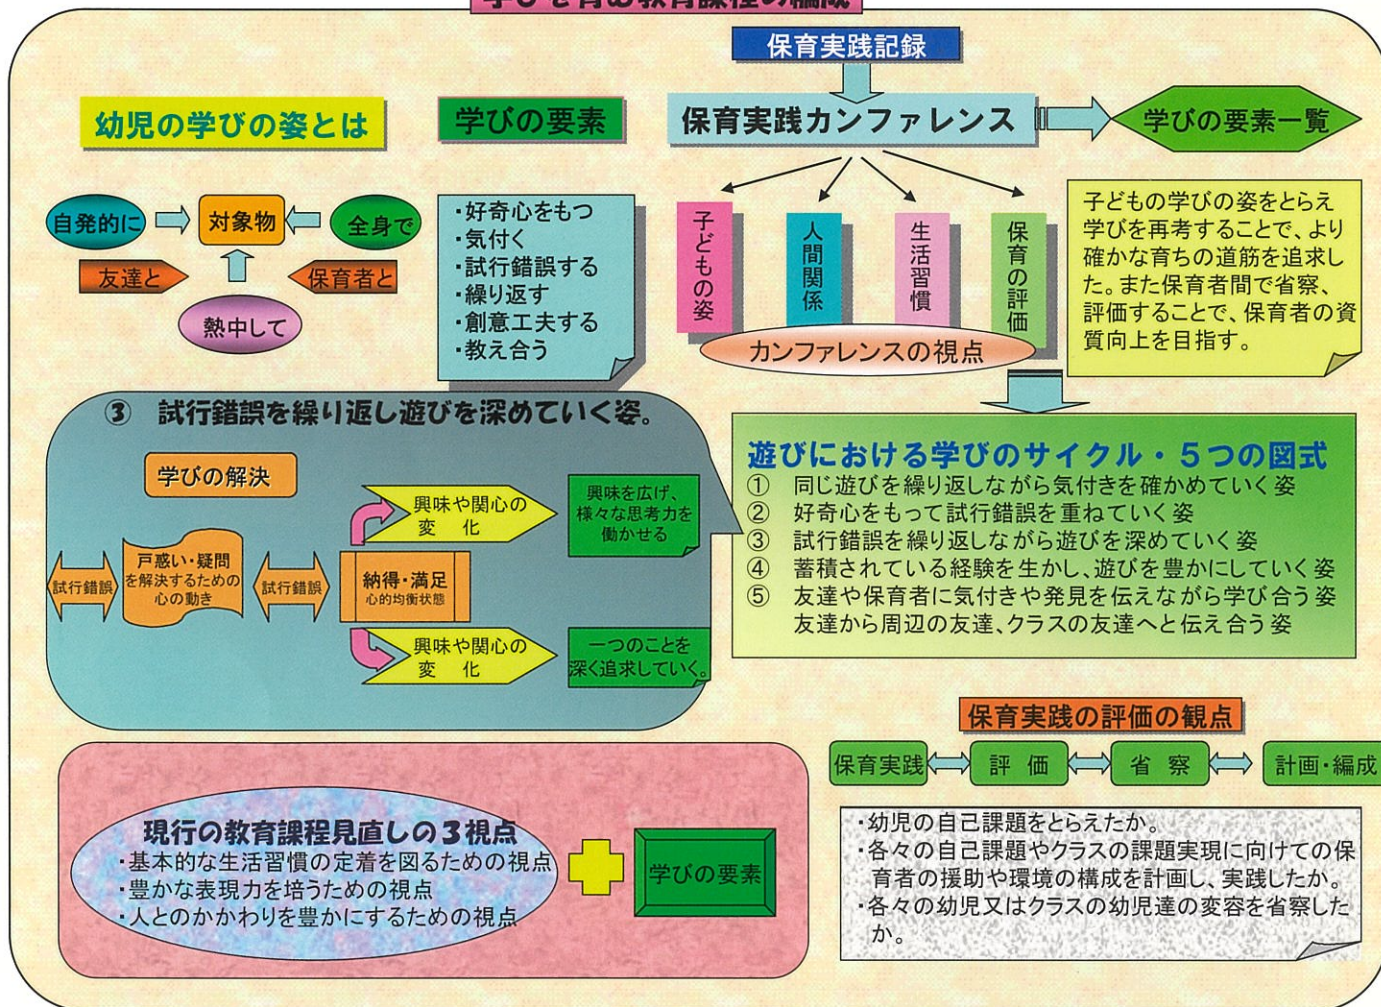 学びを育む教育課程の編成
保育実践記録
幼児の学びの姿とは
学びの要素
保育実践カンファレンス
学びの要素一覧
自発的に
対象物
全身で
友達と
保育者と
熱中して
・好奇心をもつ
・気付く
・試行錯誤する
・繰り返す
・創意工夫する
・教え合う
子どもの姿
人間関係
生活習慣
保育の評価
カンファレンスの視点
子どもの学びの姿をとらえ
学びを再考することで、より
確かな育ちの道筋を追求し
た。また保育者間で省察、
評価することで、保育者の資
質向上を目指す。
③ 試行錯誤を繰り返し遊びを深めていく姿。
学びの解決
試行錯誤
戸惑い・疑問
を解決するための
心の動き
試行錯誤
納得・満足
心的均衡状態
興味や関心の
変 化
興味を広げ、
様々な思考力を
働かせる
興味や関心の
変 化
一つのことを
深く追求していく。
遊びにおける学びのサイクル・５つの図式
① 同じ遊びを繰り返しながら気付きを確かめていく姿
② 好奇心をもって試行錯誤を重ねていく姿
③ 試行錯誤を繰り返しながら遊びを深めていく姿
④ 蓄積されている経験を生かし、遊びを豊かにしていく姿
⑤ 友達や保育者に気付きや発見を伝えながら学び合う姿
友達から周辺の友達、クラスの友達へと伝え合う姿
現行の教育課程見直しの３視点
・基本的な生活習慣の定着を図るための視点
・豊かな表現力を培うための視点
・人とのかかわりを豊かにするための視点
学びの要素
保育実践の評価の観点
保育実践
評 価
省 察
計画・編成
・幼児の自己課題をとらえたか。
・各々の自己課題やクラスの課題実現に向けての保
育者の援助や環境の構成を計画し、実践したか。
・各々の幼児又はクラスの幼児達の変容を省察した
か。